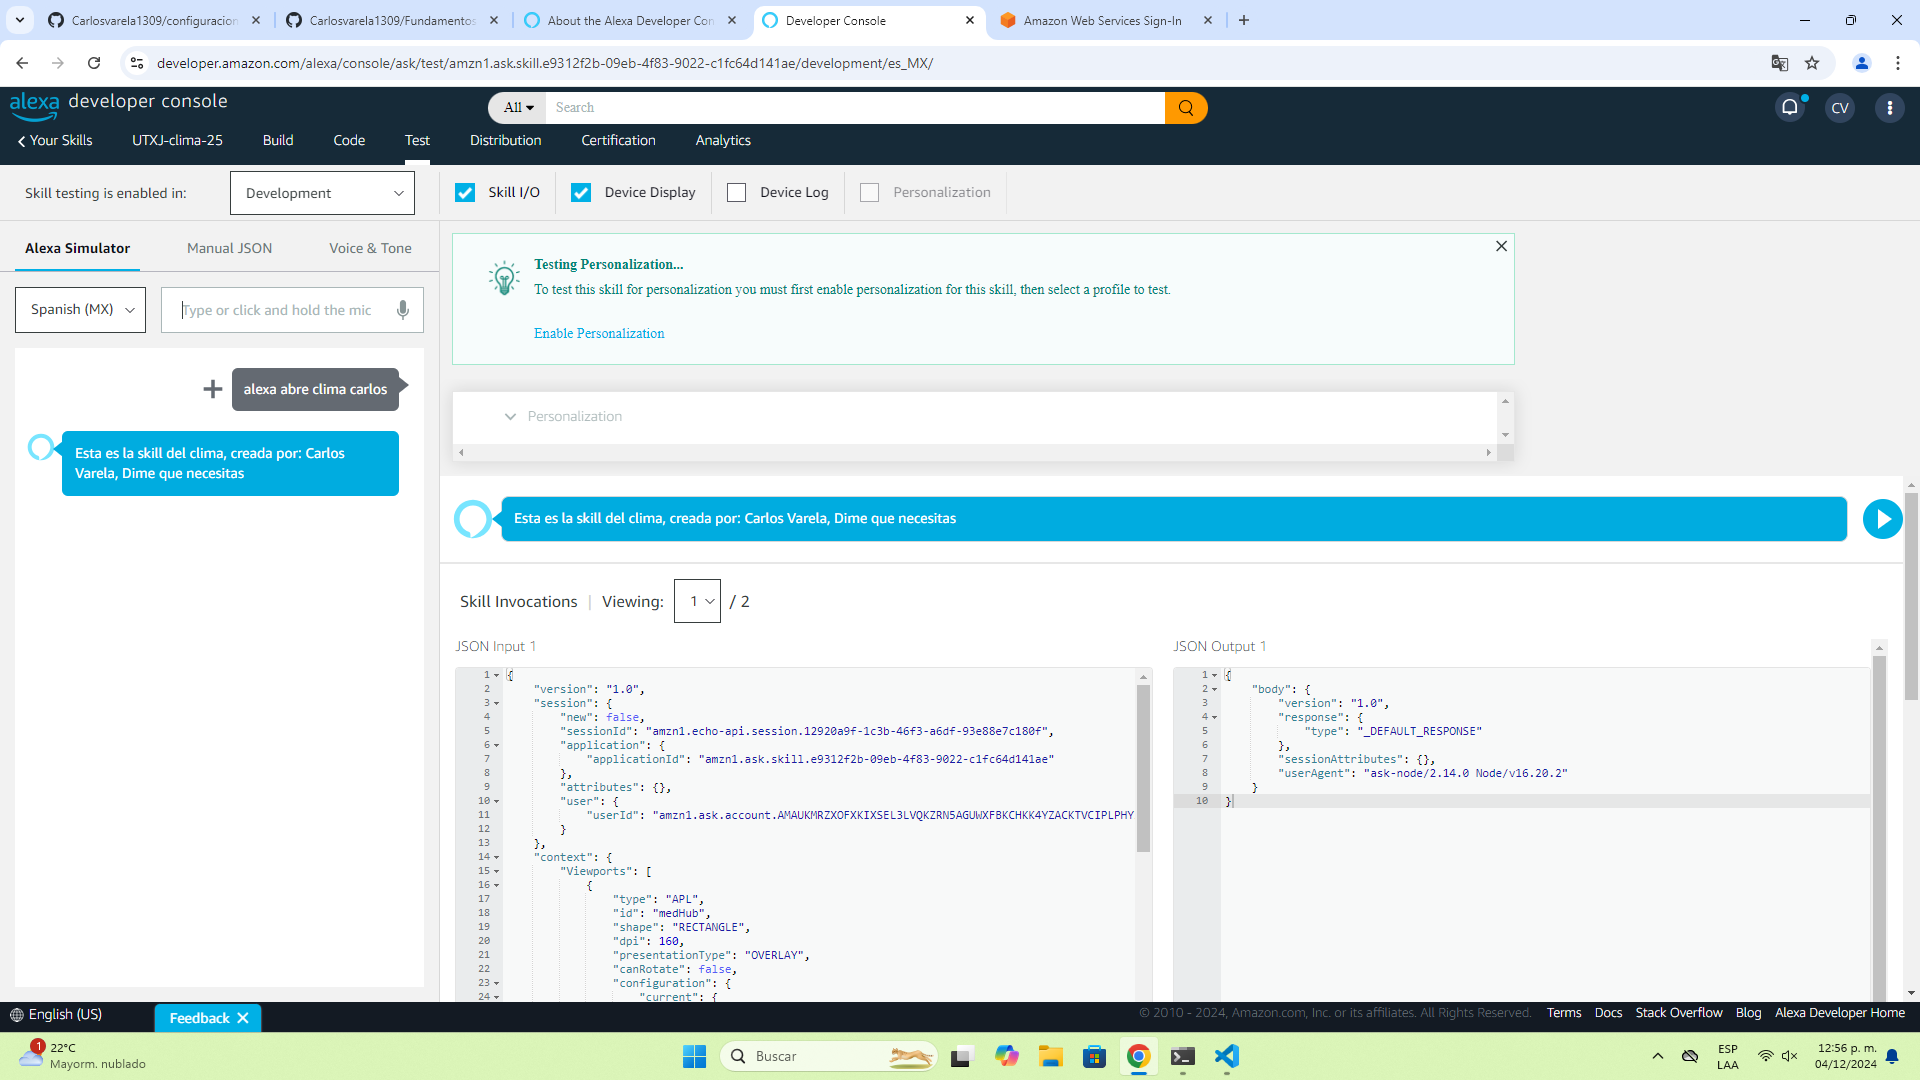 Carlosvarela1309/configuracion
Carlosvarela1309/Fundamentos
About the Alexa Developer Con
Developer Console
Amazon Web Services Sign-In
developer.amazon.com/alexa/console/ask/test/amzn1.ask.skill.e9312f2b-09eb-4f83-9022-c1fc64d141ae/development/es_MX/
alexa developer console
All
Search
CV
Your Skills
UTXJ-clima-25
Build
Code
Test
Distribution
Certification
Analytics
Skill testing is enabled in:
Development
Skill I/O
Device Display
Device Log
Personalization
Alexa Simulator
Manual JSON
Voice & Tone
Spanish (MX)
Type or click and hold the mic
alexa abre clima carlos
Esta es la skill del clima, creada por: Carlos
Varela, Dime que necesitas
Testing Personalization...
To test this skill for personalization you must first enable personalization for this skill, then select a profile to test.
Enable Personalization
Personalization
Esta es la skill del clima, creada por: Carlos Varela, Dime que necesitas
Skill Invocations | Viewing: 1 / 2
JSON Input 1
1 {
2 "version": "1.0",
3 "session": {
4 "new": false,
5 "sessionId": "amzn1.echo-api.session.12920a9f-1c3b-46f3-a6df-93e88e7c180f",
6 "application": {
7 "applicationId": "amzn1.ask.skill.e9312f2b-09eb-4f83-9022-c1fc64d141ae"
8 },
9 "attributes": {},
10 "user": {
11 "userId": "amzn1.ask.account.AMAUKMRZXOFXKIXSEL3LVQKZRN5AGUWXFBKCHKK4YZACKTVCIPLPHY
12 }
13 },
14 "context": {
15 "Viewports": [
16 {
17 "type": "APL",
18 "id": "medHub",
19 "shape": "RECTANGLE",
20 "dpi": 160,
21 "presentationType": "OVERLAY",
22 "canRotate": false,
23 "configuration": {
24 "current": {
JSON Output 1
1 {
2 "body": {
3 "version": "1.0",
4 "response": {
5 "type": "_DEFAULT_RESPONSE"
6 },
7 "sessionAttributes": {},
8 "userAgent": "ask-node/2.14.0 Node/v16.20.2"
9 }
10 }
English (US)
Feedback
© 2010 - 2024, Amazon.com, Inc. or its affiliates. All Rights Reserved.
Terms
Docs
Stack Overflow
Blog
Alexa Developer Home
1
22°C
Mayorm. nublado
Buscar
ESP
LAA
12:56 p. m.
04/12/2024